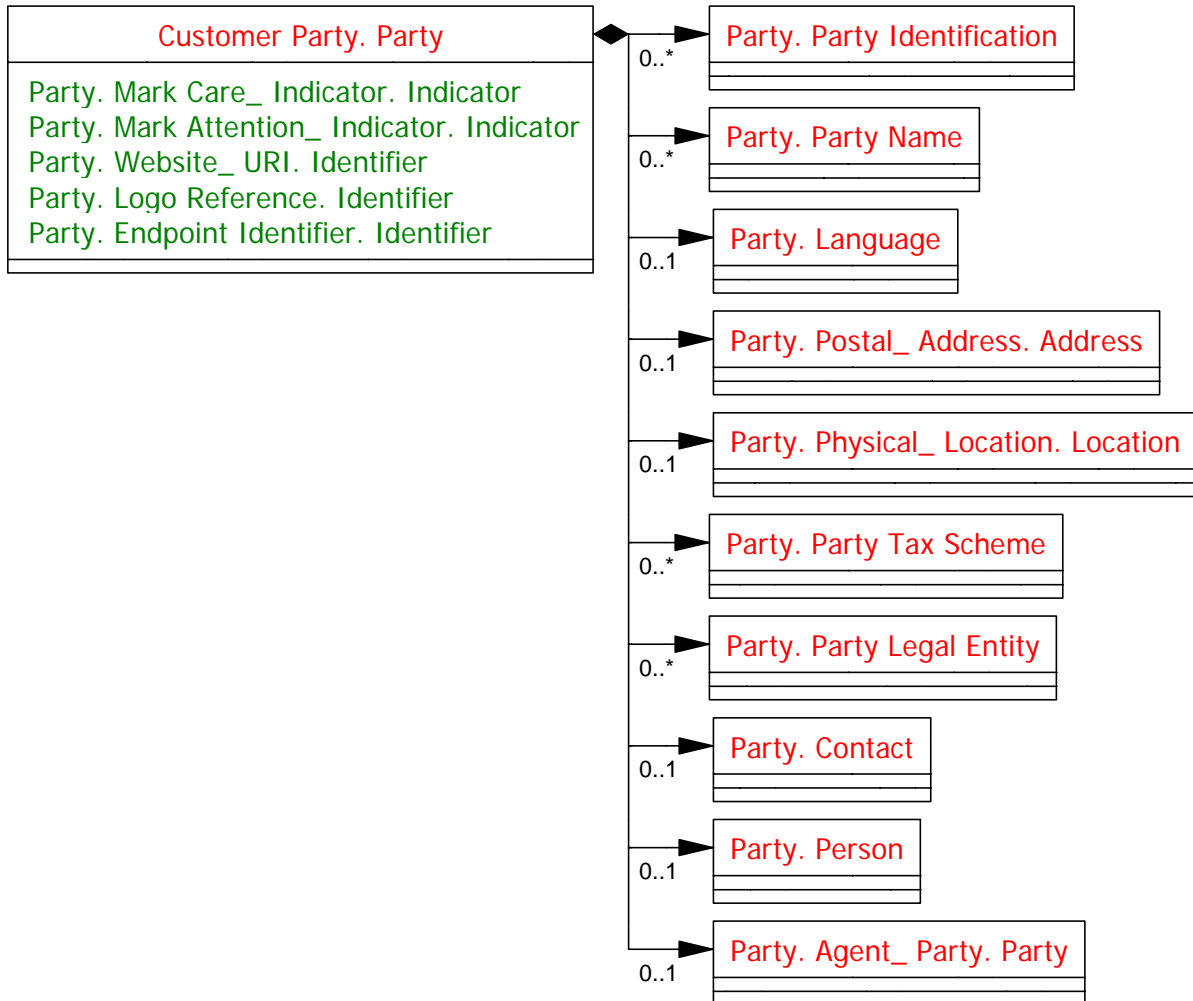 Customer Party. Party
Party. Mark Care_ Indicator. Indicator
Party. Mark Attention_ Indicator. Indicator
Party. Website_ URI. Identifier
Party. Logo Reference. Identifier
Party. Endpoint Identifier. Identifier
Party. Party Identification
0..*
Party. Party Name
0..*
Party. Language
0..1
Party. Postal_ Address. Address
0..1
Party. Physical_ Location. Location
0..1
Party. Party Tax Scheme
0..*
Party. Party Legal Entity
0..*
Party. Contact
0..1
Party. Person
0..1
Party. Agent_ Party. Party
0..1